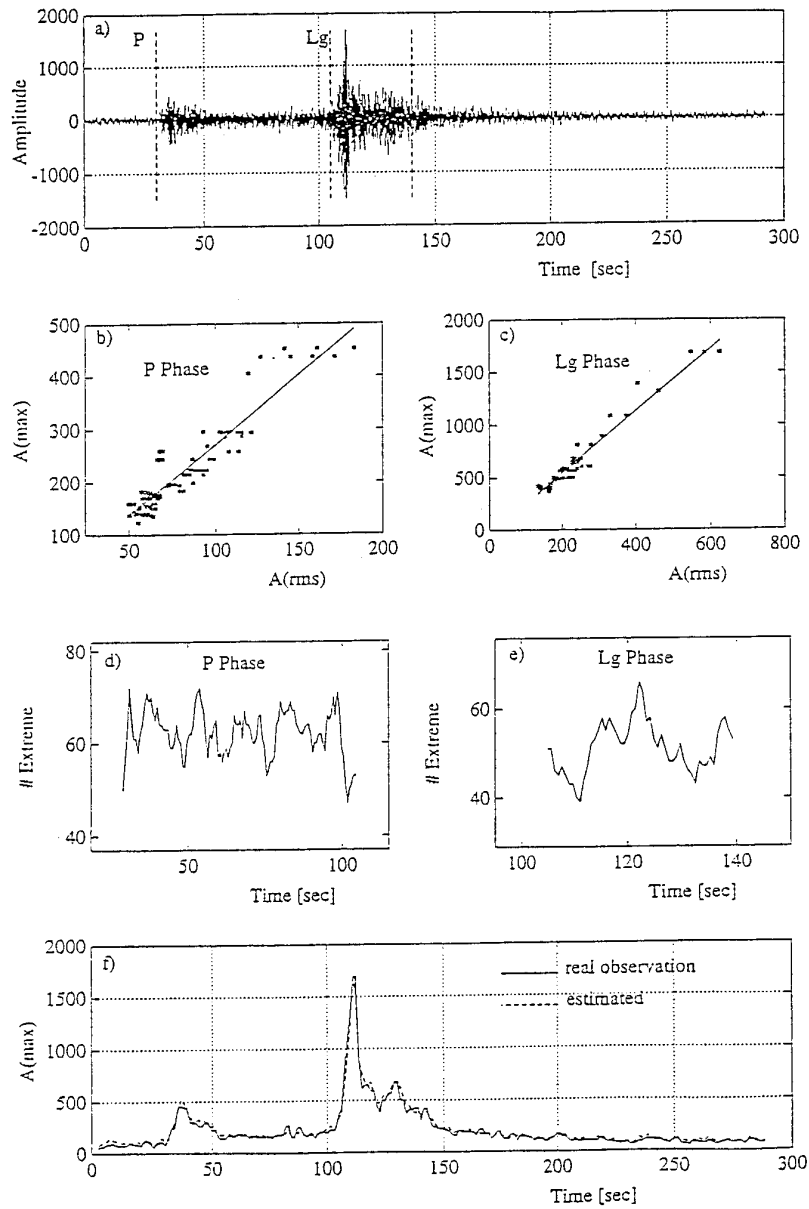 a)
P
Lg
2000
1000
0
-1000
-2000
Amplitude
0 50 100 150 200 250 300
Time [sec]
b)
P Phase
500
400
300
200
100
A(max)
50 100 150 200
A(rms)
c)
Lg Phase
2000
1500
1000
500
0
A(max)
0 200 400 600 800
A(rms)
d)
P Phase
80
60
40
# Extreme
50 100
Time [sec]
e)
Lg Phase
60
40
# Extreme
100 120 140
Time [sec]
f)
real observation
estimated
2000
1500
1000
500
0
A(max)
0 50 100 150 200 250 300
Time [sec]